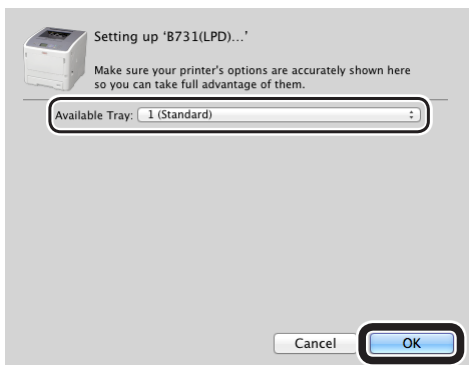 Setting up ‘B731(LPD)...’
Make sure your printer's options are accurately shown here
so you can take full advantage of them.
Available Tray: 1 (Standard)
Cancel OK